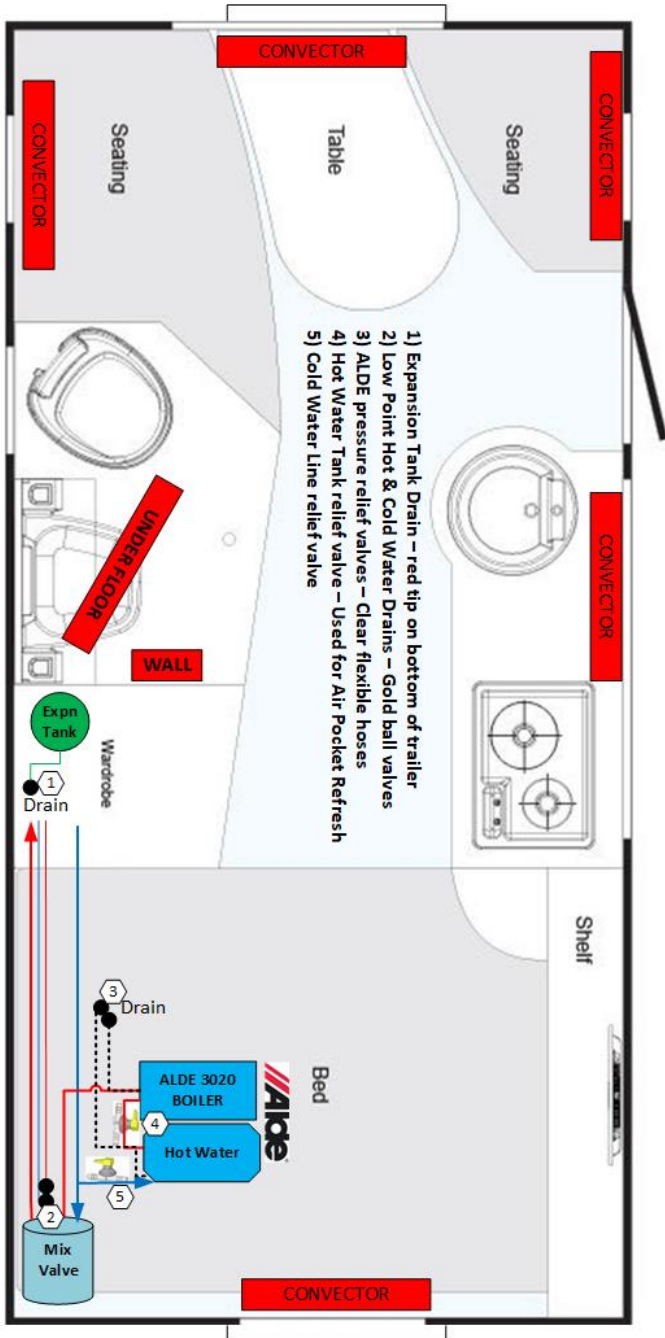 CONVECTOR
CONVECTOR
CONVECTOR
Seating
Table
Seating
1) Expansion Tank Drain – red tip on bottom of trailer
2) Low Point Hot & Cold Water Drains – Gold ball valves
3) ALDE pressure relief valves – Clear flexible hoses
4) Hot Water Tank relief valve – Used for Air Pocket Refresh
5) Cold Water Line relief valve
CONVECTOR
UNDER FLOOR
WALL
Expn
Tank
Wardrobe
1
Drain
Shelf
3
Drain
Bed
ALDE 3020
BOILER
Alde
4
Hot Water
5
2
Mix
Valve
CONVECTOR